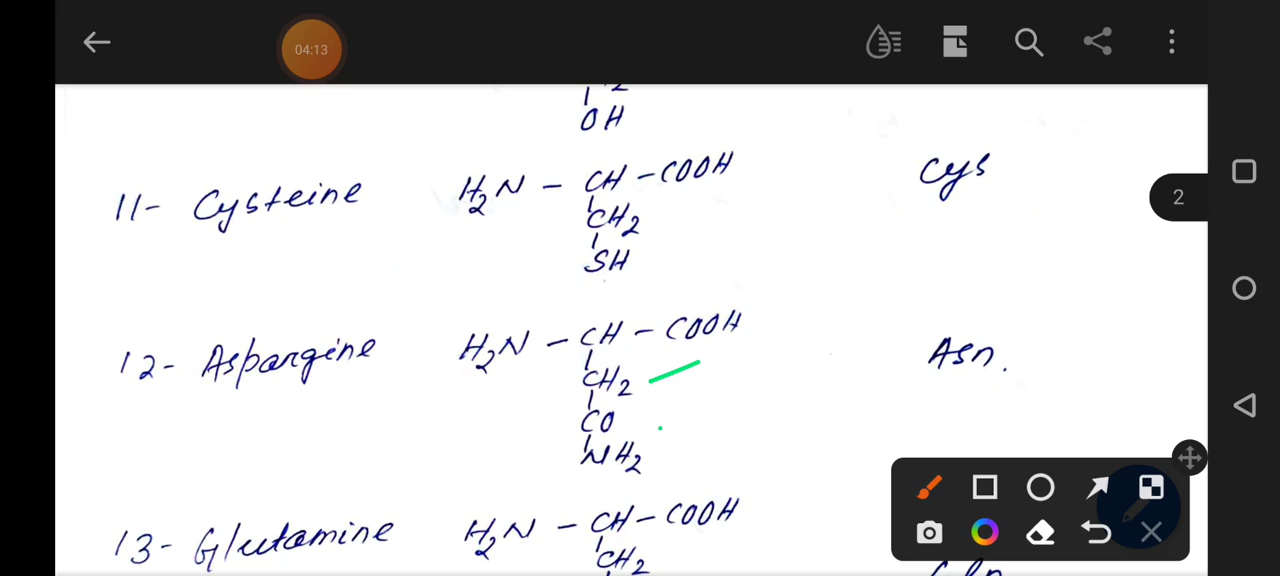 04:13
2
OH
11- Cysteine H2N - CH - COOH Cys
CH2
SH
12- Aspargine H2N - CH - COOH Asn.
CH2
CO
NH2
13- Glutamine H2N - CH - COOH
CH2